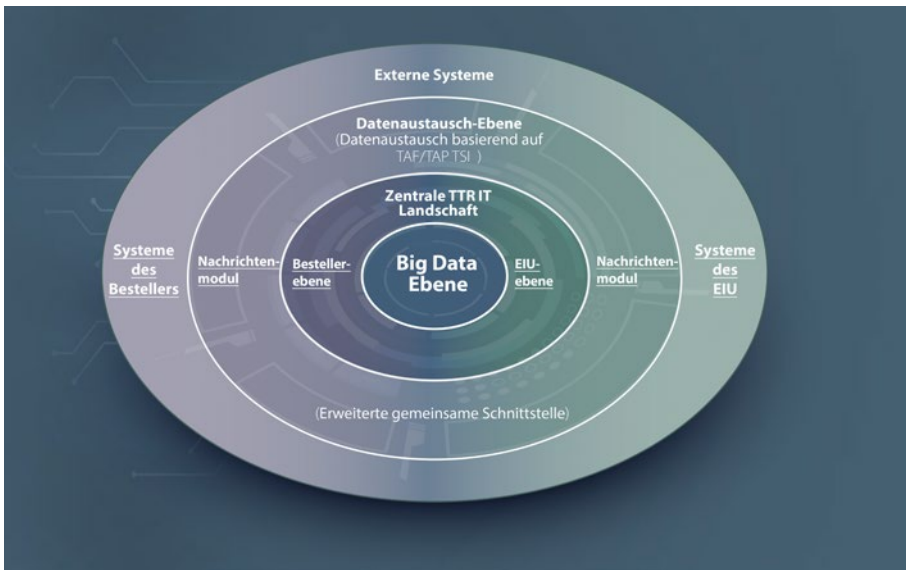 Externe Systeme
Datenaustausch-Ebene
(Datenaustausch basierend auf
TAF/TAP TSI )
Zentrale TTR IT
Landschaft
Systeme
des
Bestellers
Nachrichten-
modul
Besteller-
ebene
Big Data
Ebene
EIU-
ebene
Nachrichten-
modul
Systeme
des
EIU
(Erweiterte gemeinsame Schnittstelle)